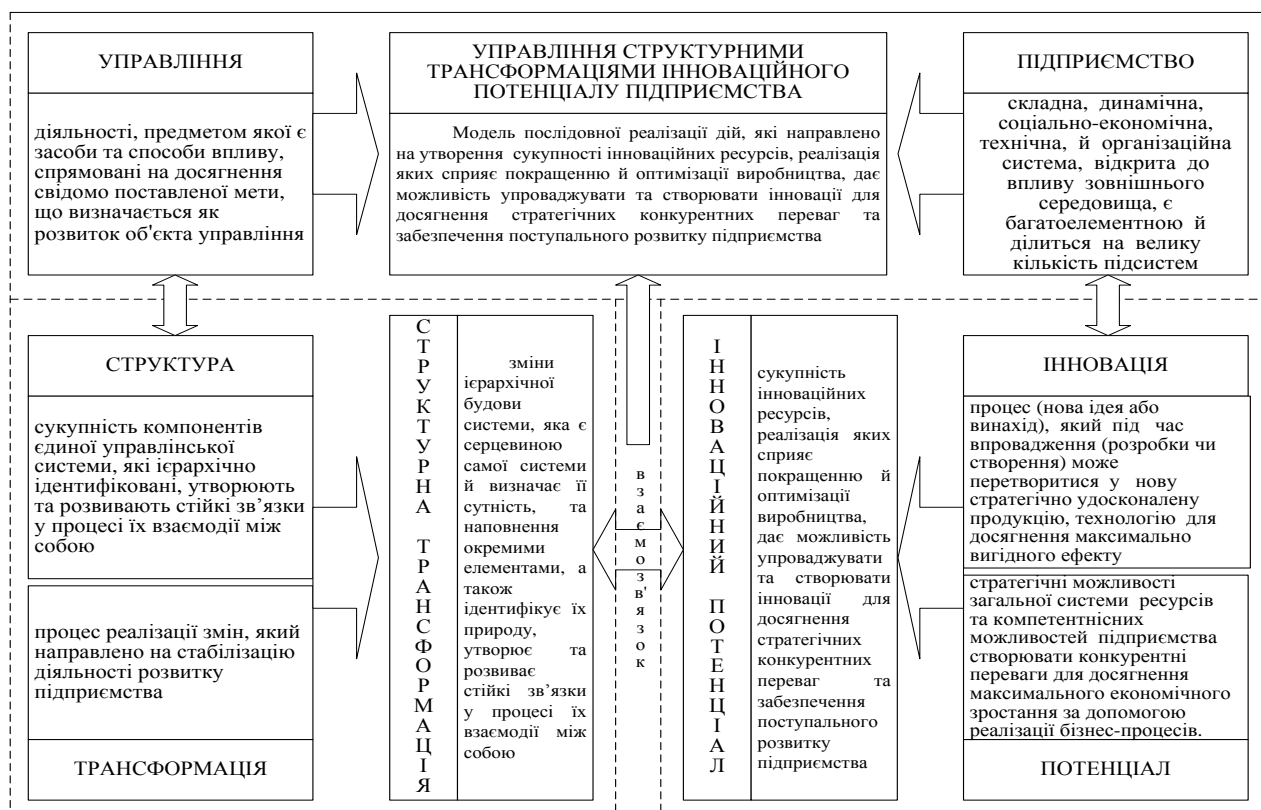 УПРАВЛІННЯ
діяльності, предметом якої є
засоби та способи впливу,
спрямовані на досягнення
свідомо поставленої мети,
що визначається як
розвиток об'єкта управління
УПРАВЛІННЯ СТРУКТУРНИМИ
ТРАНСФОРМАЦІЯМИ ІННОВАЦІЙНОГО
ПОТЕНЦІАЛУ ПІДПРИЄМСТВА
Модель послідовної реалізації дій, які направлено
на утворення сукупності інноваційних ресурсів, реалізація
яких сприяє покращенню й оптимізації виробництва, дає
можливість упроваджувати та створювати інновації для
досягнення стратегічних конкурентних переваг та
забезпечення поступального розвитку підприємства
ПІДПРИЄМСТВО
складна, динамічна,
соціально-економічна,
технічна, й організаційна
система, відкрита до
впливу зовнішнього
середовища, є
багатоелементною й
ділиться на велику
кількість підсистем
СТРУКТУРА
сукупність компонентів
єдиної управлінської
системи, які ієрархічно
ідентифіковані, утворюють
та розвивають стійкі зв’язки
у процесі їх взаємодії між
собою
процес реалізації змін, який
направлено на стабілізацію
діяльності розвитку
підприємства
ТРАНСФОРМАЦІЯ
СТРУКТУРНА ТРАНСФОРМАЦІЯ
зміни
ієрархічної
будови
системи, яка є
серцевиною
самої системи
й визначає її
сутність, та
наповнення
окремими
елементами, а
також
ідентифікує їх
природу,
утворює та
розвиває
стійкі зв’язки
у процесі їх
взаємодії між
собою
взаємозв'язок
ІННОВАЦІЙНИЙ ПОТЕНЦІАЛ
сукупність
інноваційних
ресурсів,
реалізація яких
сприяє
покращенню й
оптимізації
виробництва,
дає можливість
упроваджувати
та створювати
інновації для
досягнення
стратегічних
конкурентних
переваг та
забезпечення
поступального
розвитку
підприємства
ІННОВАЦІЯ
процес (нова ідея або
винахід), який під час
впровадження (розробки чи
створення) може
перетворитися у нову
стратегічно удосконалену
продукцію, технологію для
досягнення максимально
вигідного ефекту
стратегічні можливості
загальної системи ресурсів
та компетентнісних
можливостей підприємства
створювати конкурентні
переваги для досягнення
максимального економічного
зростання за допомогою
реалізації бізнес-процесів.
ПОТЕНЦІАЛ